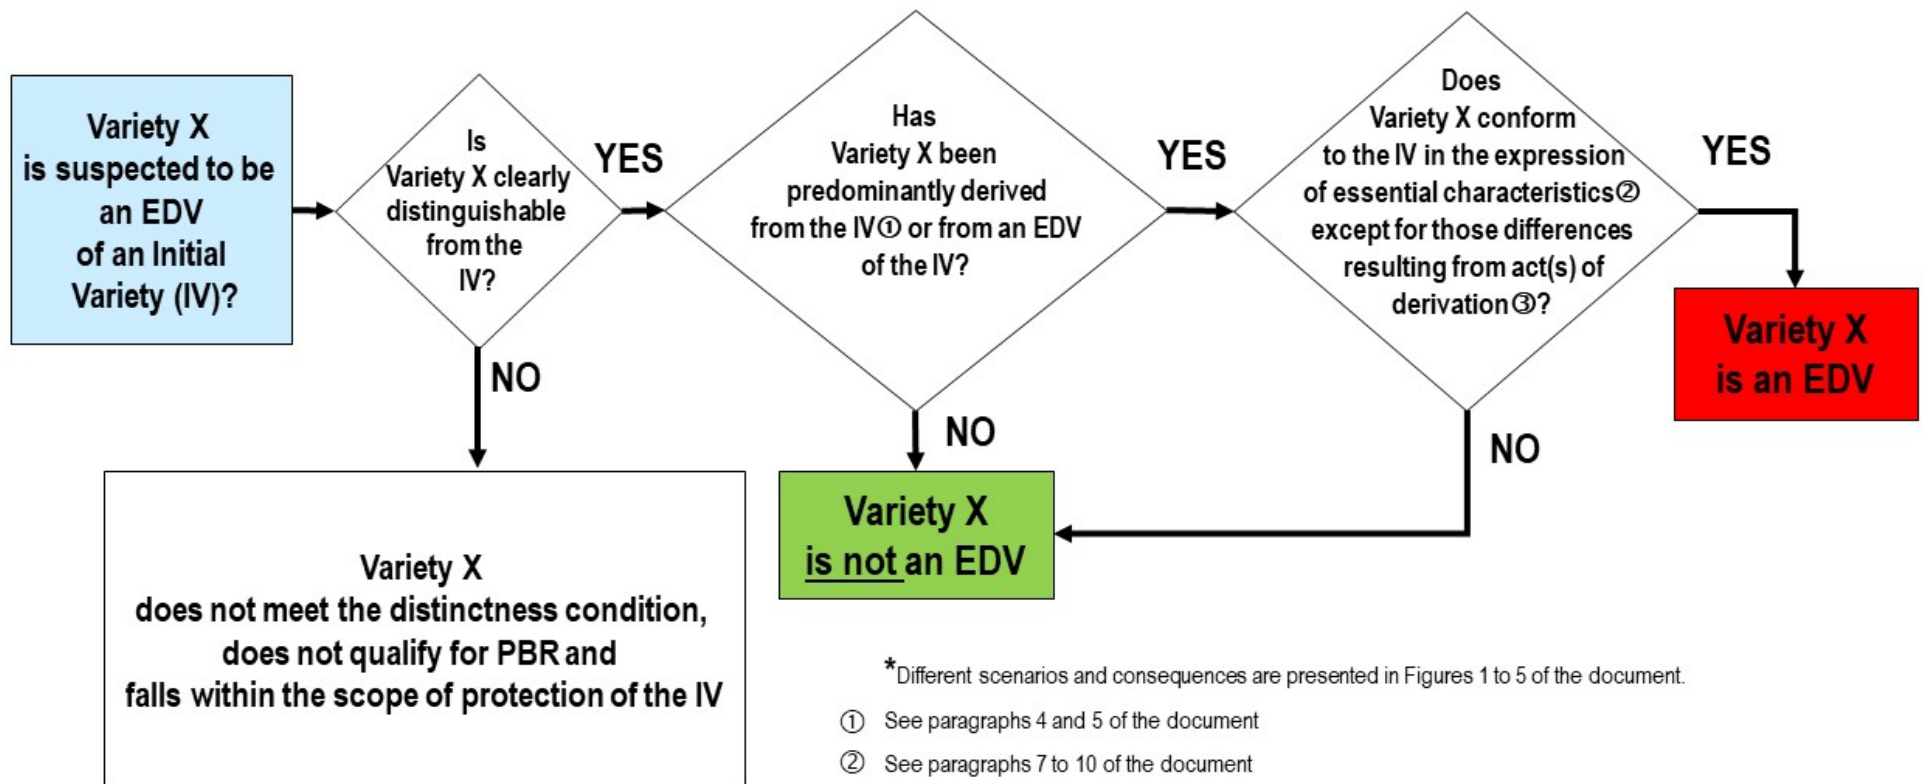 Variety X
is suspected to be
an EDV
of an Initial
Variety (IV)?
Is
Variety X clearly
distinguishable
from the
IV?
YES
Has
Variety X been
predominantly derived
from the IV① or from an EDV
of the IV?
YES
Does
Variety X conform
to the IV in the expression
of essential characteristics②
except for those differences
resulting from act(s) of
derivation③?
YES
Variety X
is an EDV
NO
NO
NO
Variety X
does not meet the distinctness condition,
does not qualify for PBR and
falls within the scope of protection of the IV
Variety X
is not an EDV
*Different scenarios and consequences are presented in Figures 1 to 5 of the document.
① See paragraphs 4 and 5 of the document
② See paragraphs 7 to 10 of the document